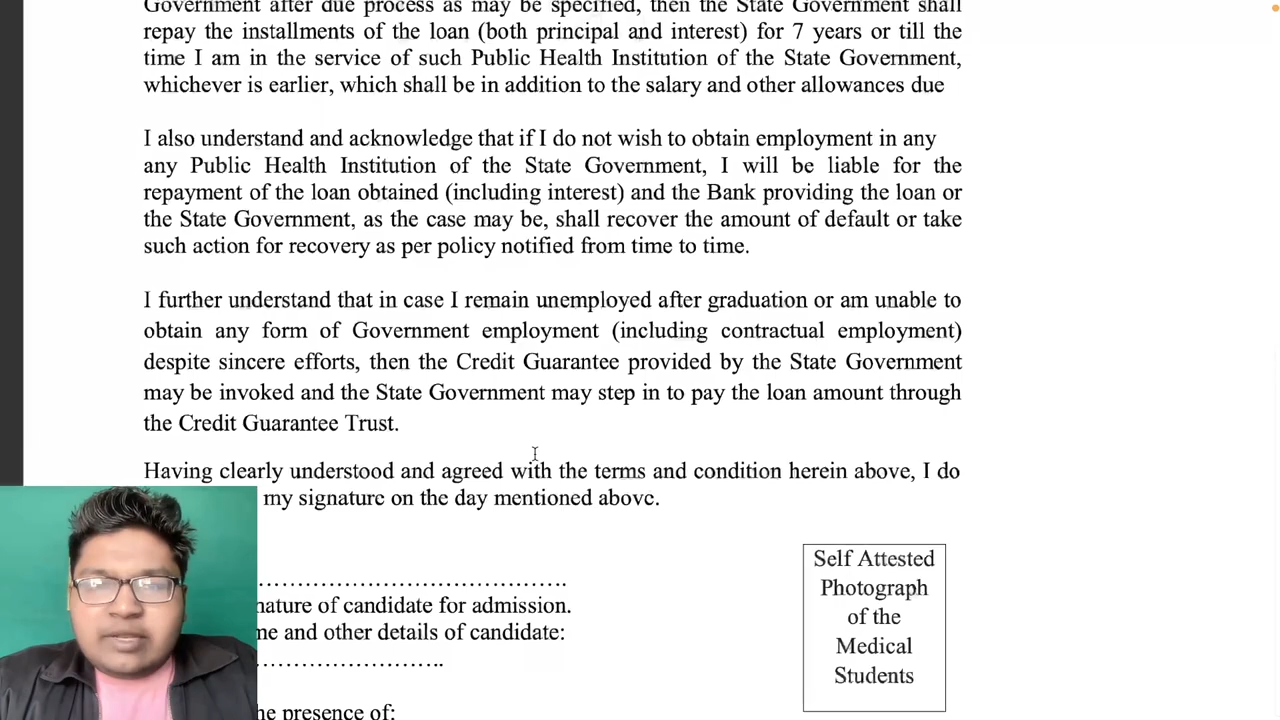 Government after due process as may be specified, then the State Government shall
repay the installments of the loan (both principal and interest) for 7 years or till the
time I am in the service of such Public Health Institution of the State Government,
whichever is earlier, which shall be in addition to the salary and other allowances due
I also understand and acknowledge that if I do not wish to obtain employment in any
any Public Health Institution of the State Government, I will be liable for the
repayment of the loan obtained (including interest) and the Bank providing the loan or
the State Government, as the case may be, shall recover the amount of default or take
such action for recovery as per policy notified from time to time.
I further understand that in case I remain unemployed after graduation or am unable to
obtain any form of Government employment (including contractual employment)
despite sincere efforts, then the Credit Guarantee provided by the State Government
may be invoked and the State Government may step in to pay the loan amount through
the Credit Guarantee Trust.
Having clearly understood and agreed with the terms and condition herein above, I do
my signature on the day mentioned above.
nature of candidate for admission.
me and other details of candidate:
he presence of:
Self Attested
Photograph
of the
Medical
Students